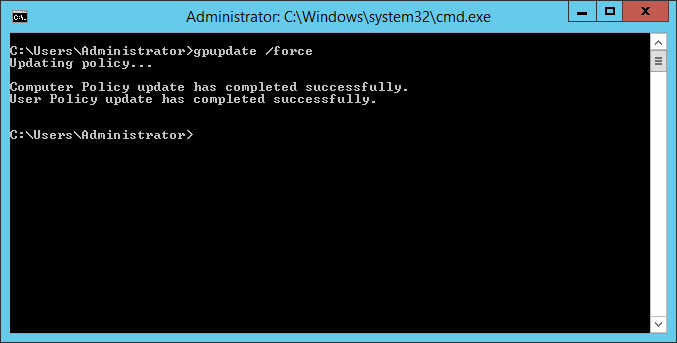 Administrator: C:\Windows\system32\cmd.exe
C:\Users\Administrator>gpupdate /force
Updating policy...
Computer Policy update has completed successfully.
User Policy update has completed successfully.
C:\Users\Administrator>